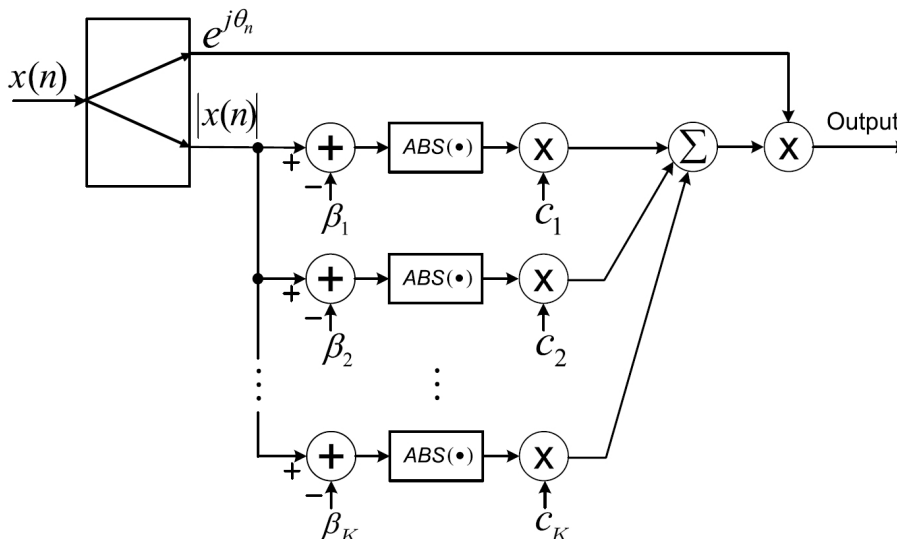 e^{jθ_n}
x(n)
|x(n)|
Output
+ + ABS(•) X Σ X
−
β_1 c_1
+ + ABS(•) X
−
β_2 c_2
⋮ ⋮ ⋮
+ + ABS(•) X
−
β_K c_K